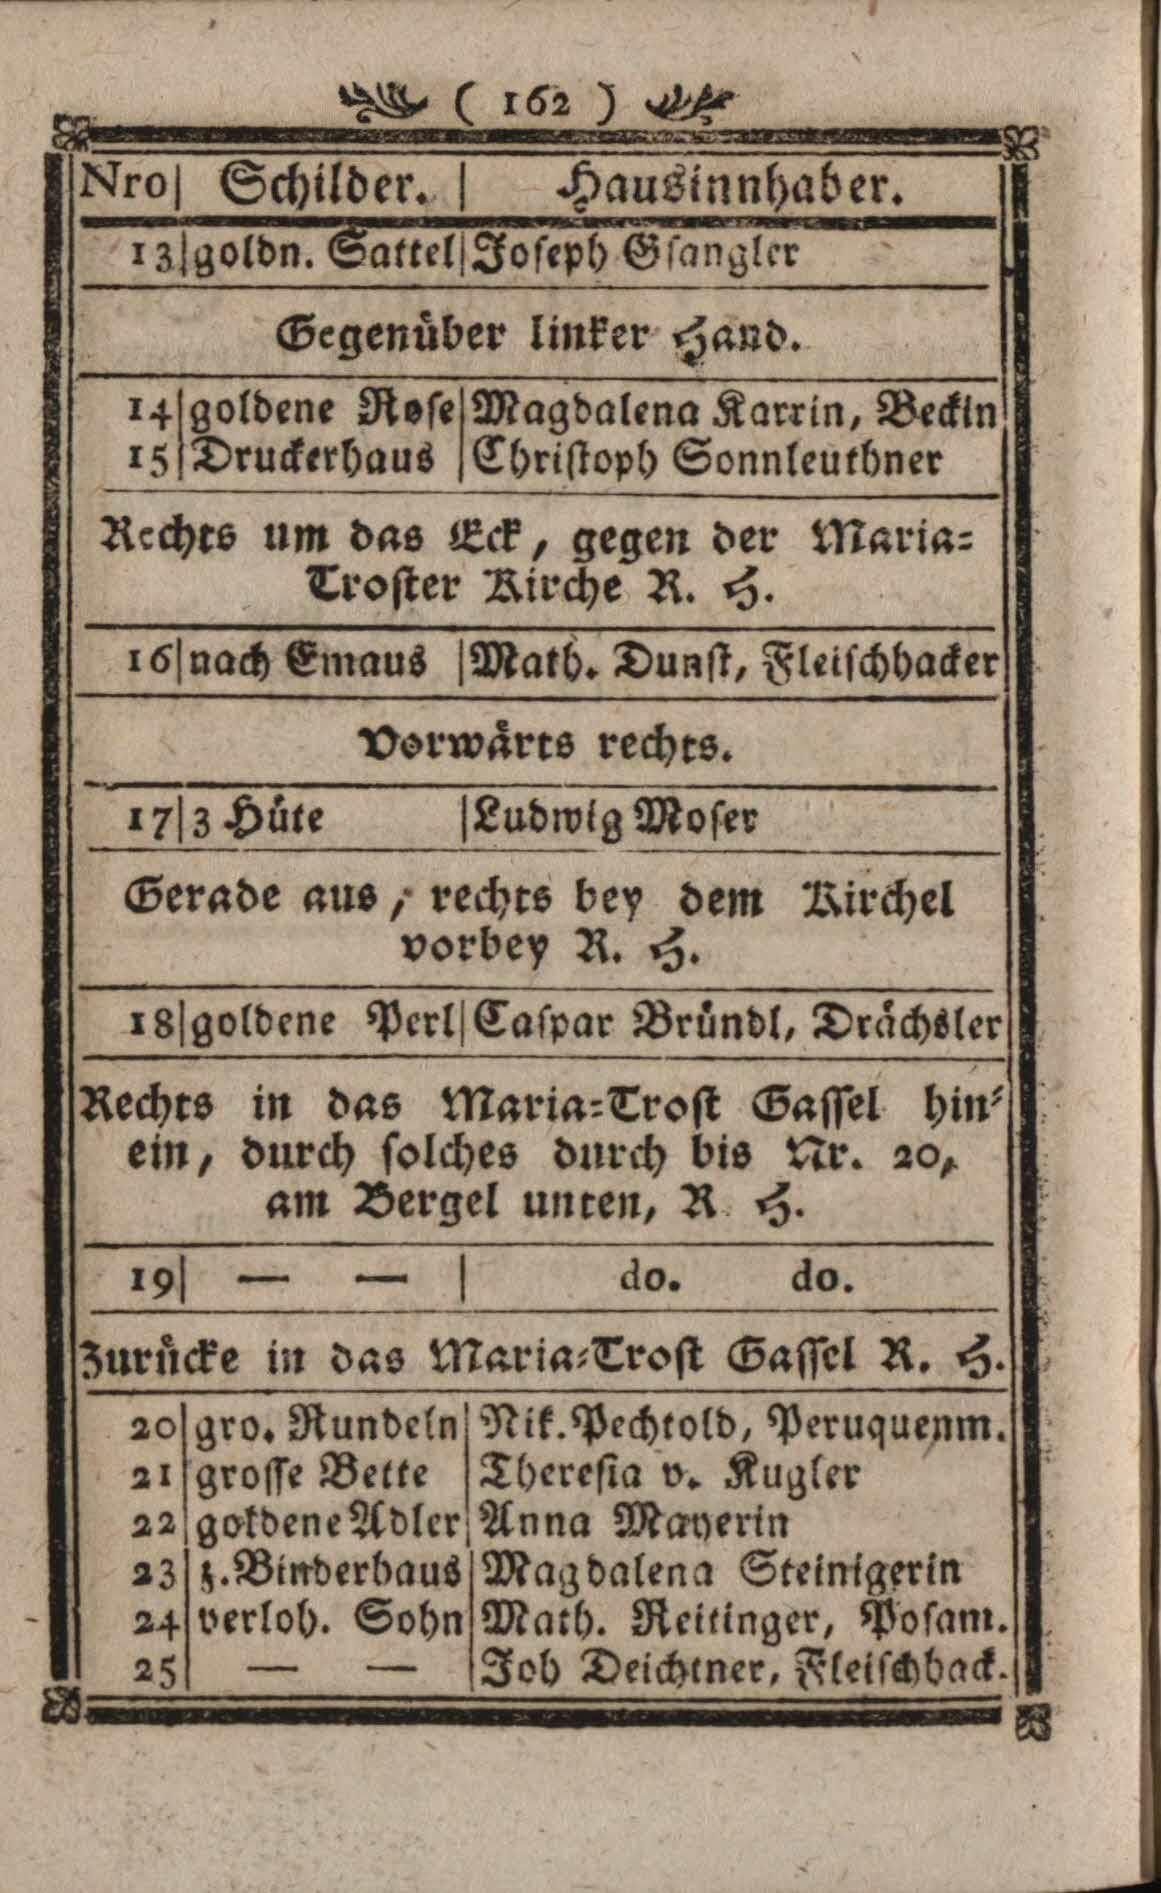 ( 162 )
Nro| Schilder. | Hausinnhaber.
13|goldn. Sattel|Joseph Gsangler
Gegenüber linker Hand.
14|goldene Rose|Magdalena Karrin, Beckin
15|Druckerhaus |Christoph Sonnleuthner
Rechts um das Eck, gegen der Maria=
Troster Kirche R. H.
16|nach Emaus |Math. Dunst, Fleischhacker
Vorwärts rechts.
17|3 Hüte |Ludwig Moser
Gerade aus, rechts bey dem Kirchel
vorbey R. H.
18|goldene Perl|Caspar Bründl, Drächsler
Rechts in das Maria=Trost Gassel hin=
ein, durch solches durch bis Nr. 20,
am Bergel unten, R. H.
19| — — | do. do.
Zurücke in das Maria=Trost Gassel R. H.
20|gro. Rundeln|Nik. Pechtold, Peruquenm.
21|grosse Bette |Theresia v. Kugler
22|goldene Adler|Anna Mayerin
23|z. Binderhaus|Magdalena Steinigerin
24|verloh. Sohn|Math. Reitinger, Posam.
25| — — |Joh Deichtner, Fleischhack.